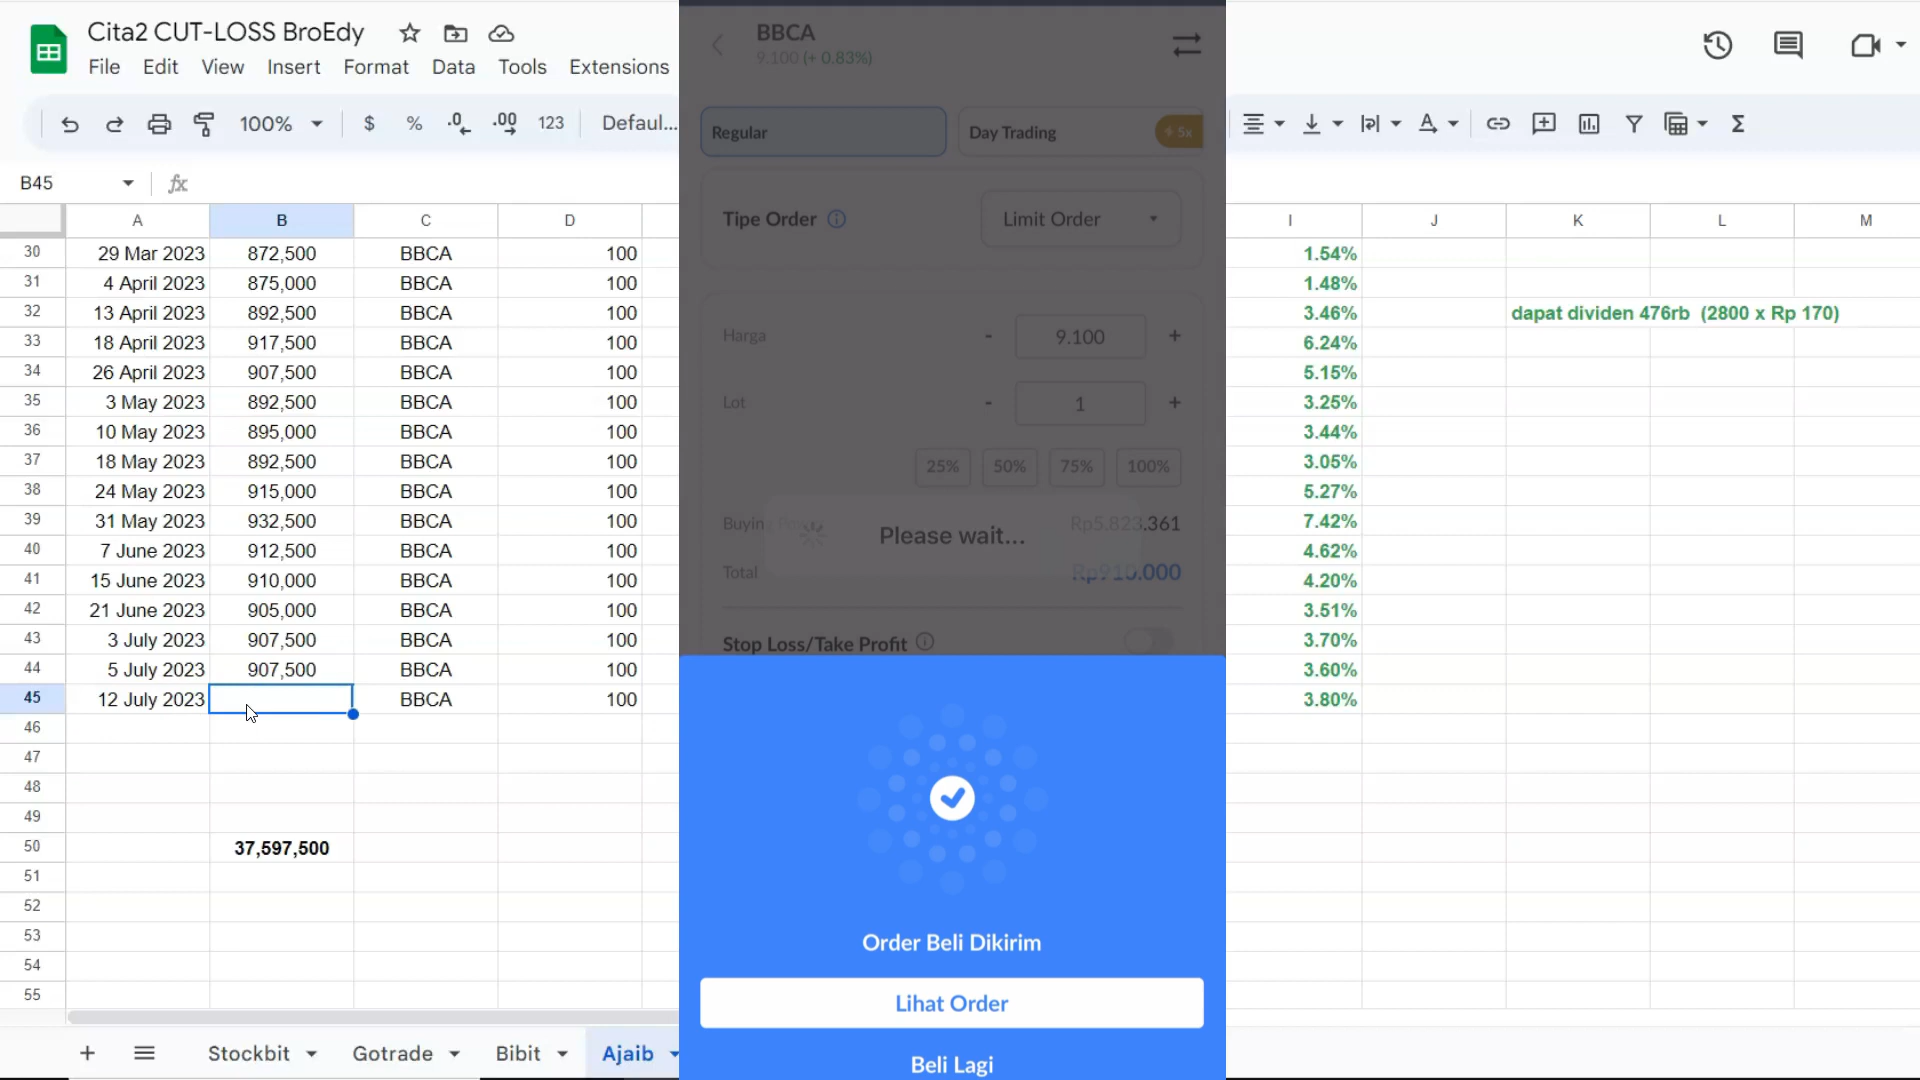 Cita2 CUT-LOSS BroEdy
File Edit View Insert Format Data Tools Extensions
100% $ % .0 .00 123 Defaul...
B45 fx
A B C D I J K L M
30 29 Mar 2023 872,500 BBCA 100 1.54%
31 4 April 2023 875,000 BBCA 100 1.48%
32 13 April 2023 892,500 BBCA 100 3.46% dapat dividen 476rb (2800 x Rp 170)
33 18 April 2023 917,500 BBCA 100 6.24%
34 26 April 2023 907,500 BBCA 100 5.15%
35 3 May 2023 892,500 BBCA 100 3.25%
36 10 May 2023 895,000 BBCA 100 3.44%
37 18 May 2023 892,500 BBCA 100 3.05%
38 24 May 2023 915,000 BBCA 100 5.27%
39 31 May 2023 932,500 BBCA 100 7.42%
40 7 June 2023 912,500 BBCA 100 4.62%
41 15 June 2023 910,000 BBCA 100 4.20%
42 21 June 2023 905,000 BBCA 100 3.51%
43 3 July 2023 907,500 BBCA 100 3.70%
44 5 July 2023 907,500 BBCA 100 3.60%
45 12 July 2023 BBCA 100 3.80%
46
47
48
49
50 37,597,500
51
52
53
54
55
Stockbit Gotrade Bibit Ajaib
BBCA
9.100 (+ 0.83%)
Regular Day Trading 5x
Tipe Order Limit Order
Harga - 9.100 +
Lot - 1 +
25% 50% 75% 100%
Buying Rp5.823.361
Please wait...
Total Rp910.000
Stop Loss/Take Profit
Order Beli Dikirim
Lihat Order
Beli Lagi